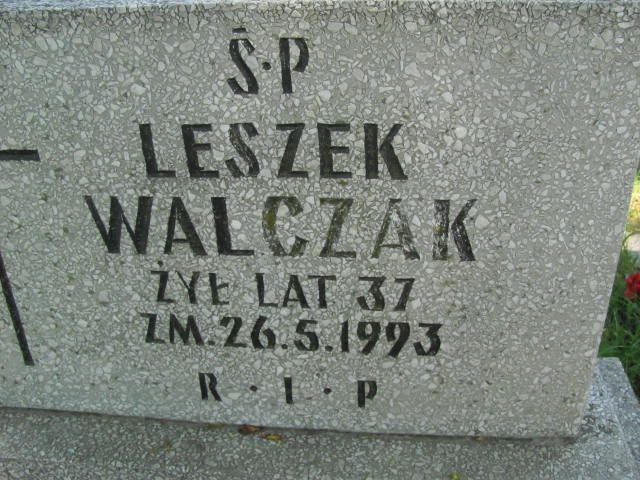 Ś.P
LESZEK
WALCZAK
ŻYŁ LAT 37
ZM.26.5.1993
R.I.P